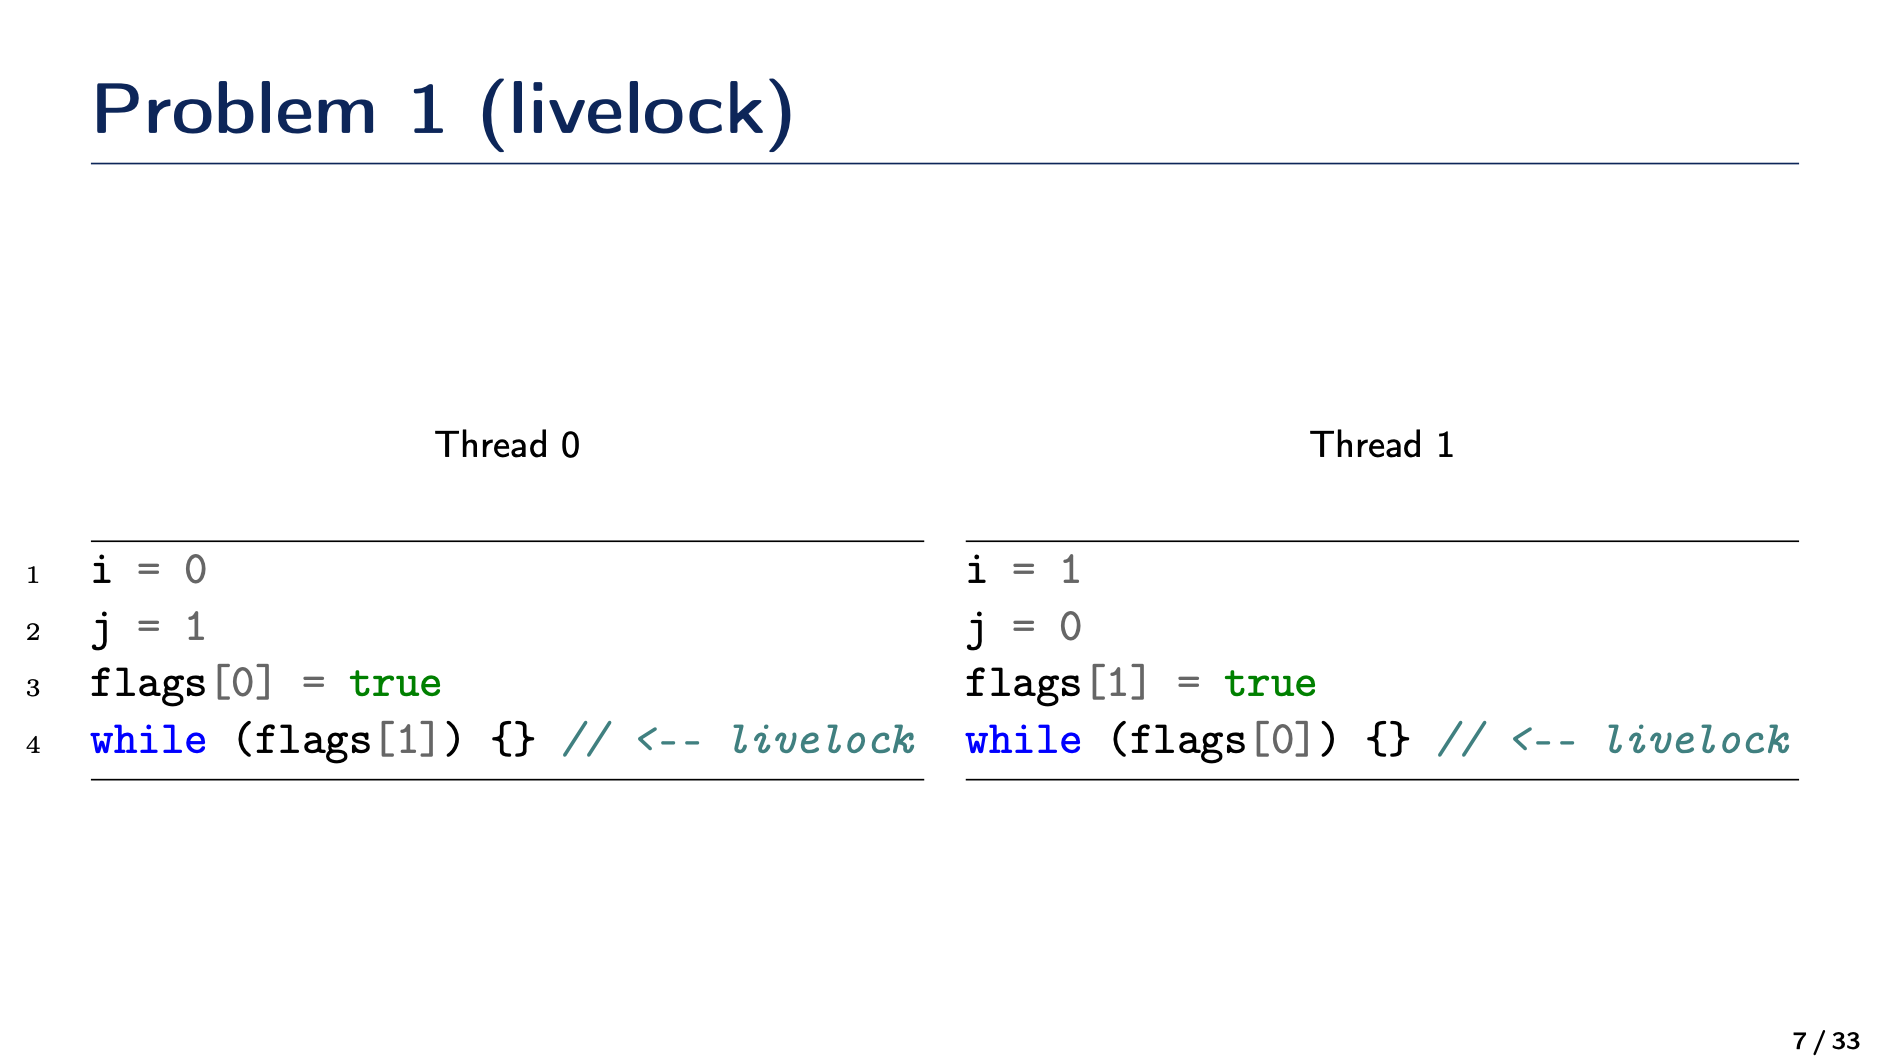 Problem 1 (livelock)
Thread 0
1 i = 0
2 j = 1
3 flags[0] = true
4 while (flags[1]) {} // <-- livelock
Thread 1
i = 1
j = 0
flags[1] = true
while (flags[0]) {} // <-- livelock
7 / 33